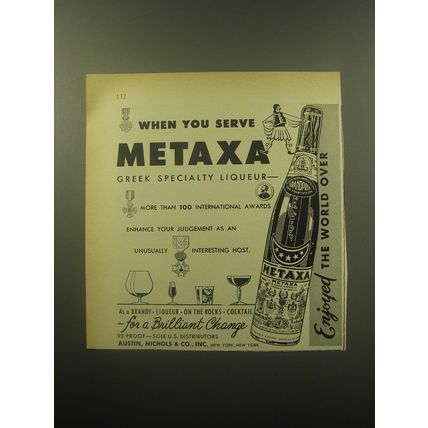 132
WHEN YOU SERVE
METAXA
GREEK SPECIALTY LIQUEUR—
MORE THAN 100 INTERNATIONAL AWARDS
ENHANCE YOUR JUDGEMENT AS AN
UNUSUALLY INTERESTING HOST.
As a BRANDY · LIQUEUR · ON THE ROCKS · COCKTAIL
—for a Brilliant Change
92 PROOF—SOLE U.S. DISTRIBUTORS
AUSTIN, NICHOLS & CO., INC. NEW YORK, NEW YORK
METAXA
METAXA
Enjoyed THE WORLD OVER